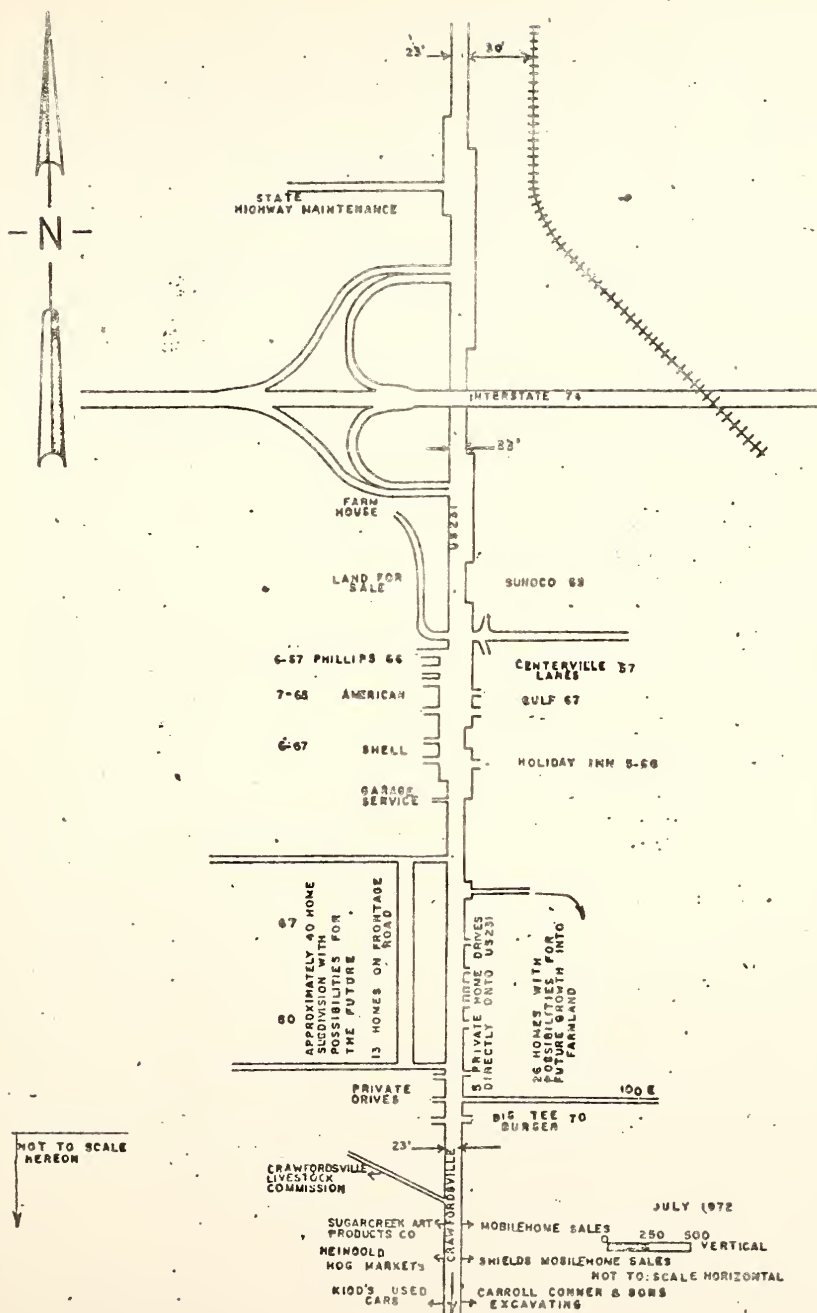 23'
30'
STATE
HIGHWAY MAINTENANCE
-N-
INTERSTATE 74
23'
FARM
HOUSE
US 231
LAND FOR
SALE
SUNOCO 68
6-67 PHILLIPS 66
CENTERVILLE 67
LANES
7-68 AMERICAN
GULF 67
6-67 SHELL
HOLIDAY INN 5-66
GARAGE
SERVICE
67
60
APPROXIMATELY 40 HOME
SUBDIVISION WITH
POSSIBILITIES FOR
THE FUTURE
13 HOMES ON FRONTAGE
ROAD
5 PRIVATE HOME DRIVES
DIRECTLY ONTO US231
26 HOMES WITH
POSSIBILITIES FOR
FUTURE GROWTH INTO
FARMLAND
PRIVATE
DRIVES
100 E
BIG TEE 70
BURGER
NOT TO SCALE
HEREON
23'
CRAWFORDSVILLE
LIVESTOCK
COMMISSION
CRAWFORDSVILLE
SUGARCREEK ART
PRODUCTS CO
MOBILEHOME SALES
HEINOOLD
HOG MARKETS
SHIELDS MOBILEHOME SALES
KIDD'S USED
CARS
CARROLL CONNER & SONS
EXCAVATING
JULY 1972
0 250 500
VERTICAL
NOT TO SCALE HORIZONTAL